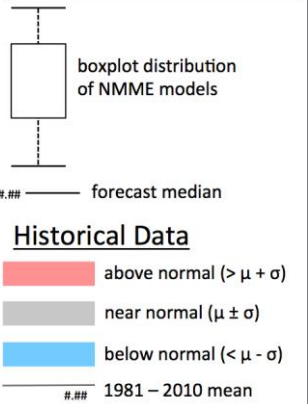 boxplot distribution
of NMME models
#.## forecast median
Historical Data
above normal (> μ + σ)
near normal (μ ± σ)
below normal (< μ - σ)
#.## 1981 – 2010 mean